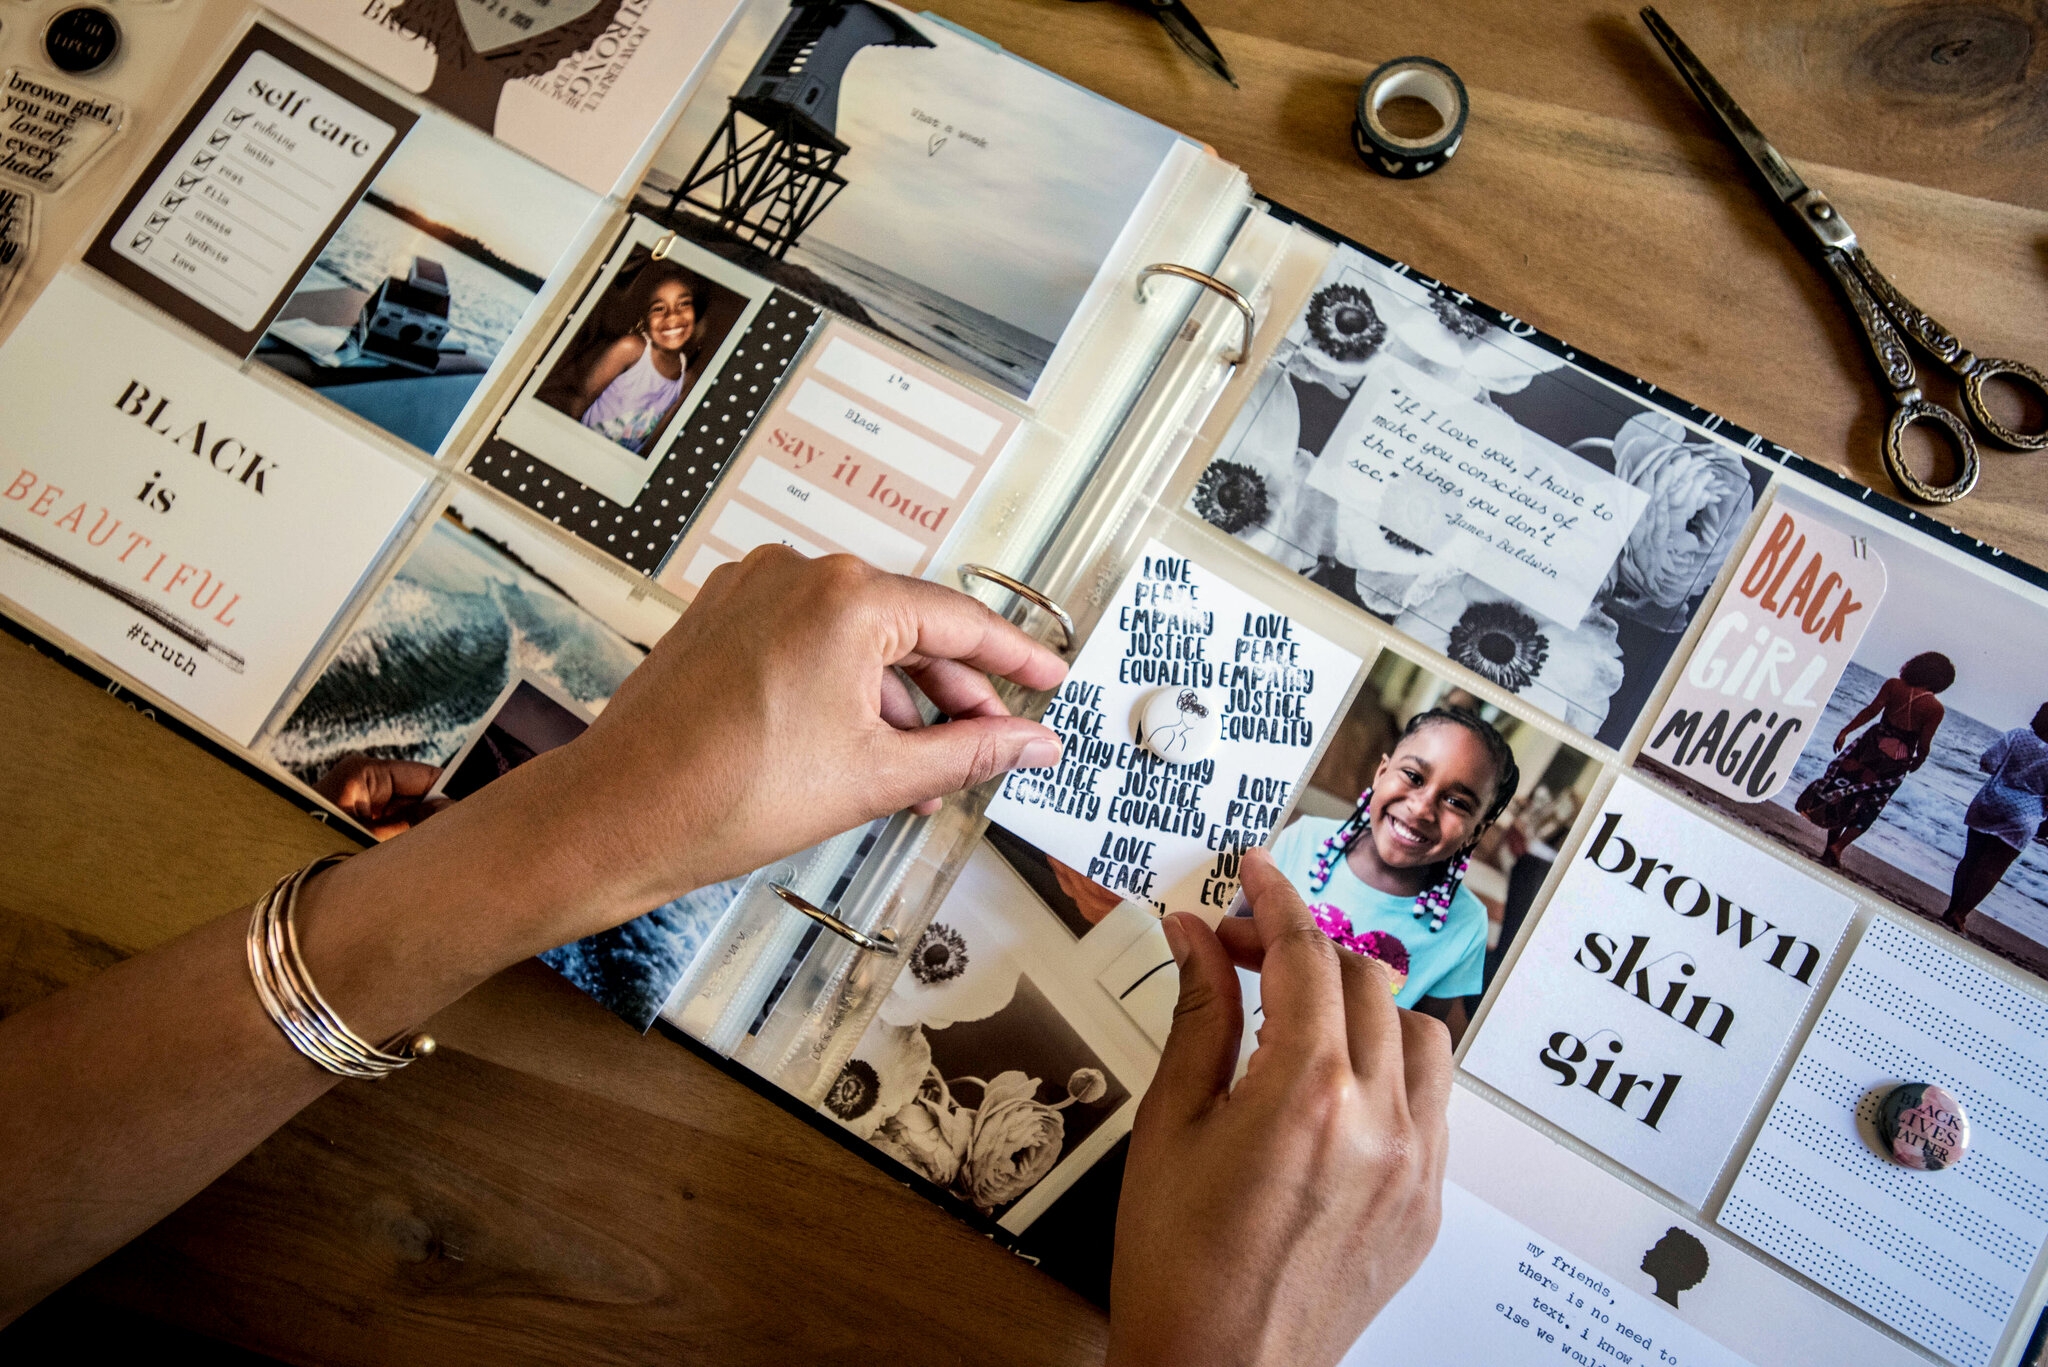 i'm
tired
brown girl,
you are
lovely
every
shade
self care
running
baths
rest
film
create
hydrate
love
BROWN
STRONG
POWERFUL
2020
What a week
BLACK
is
BEAUTIFUL
#truth
i'm
Black
say it loud
and
"If I Love you, I have to
make you conscious of
the things you don't
see."
-James Baldwin
LOVE
PEACE
EMPATHY
JUSTICE
EQUALITY
LOVE
PEACE
EMPATHY
JUSTICE
EQUALITY
LOVE
PEACE
EMPATHY
JUSTICE
EQUALITY
EMPATHY
JUSTICE
EQUALITY
LOVE
PEACE
LOVE
BLACK
GIRL
MAGIC
brown
skin
girl
BLACK
LIVES
MATTER
my friends,
there is no need to
text. i know
else we would